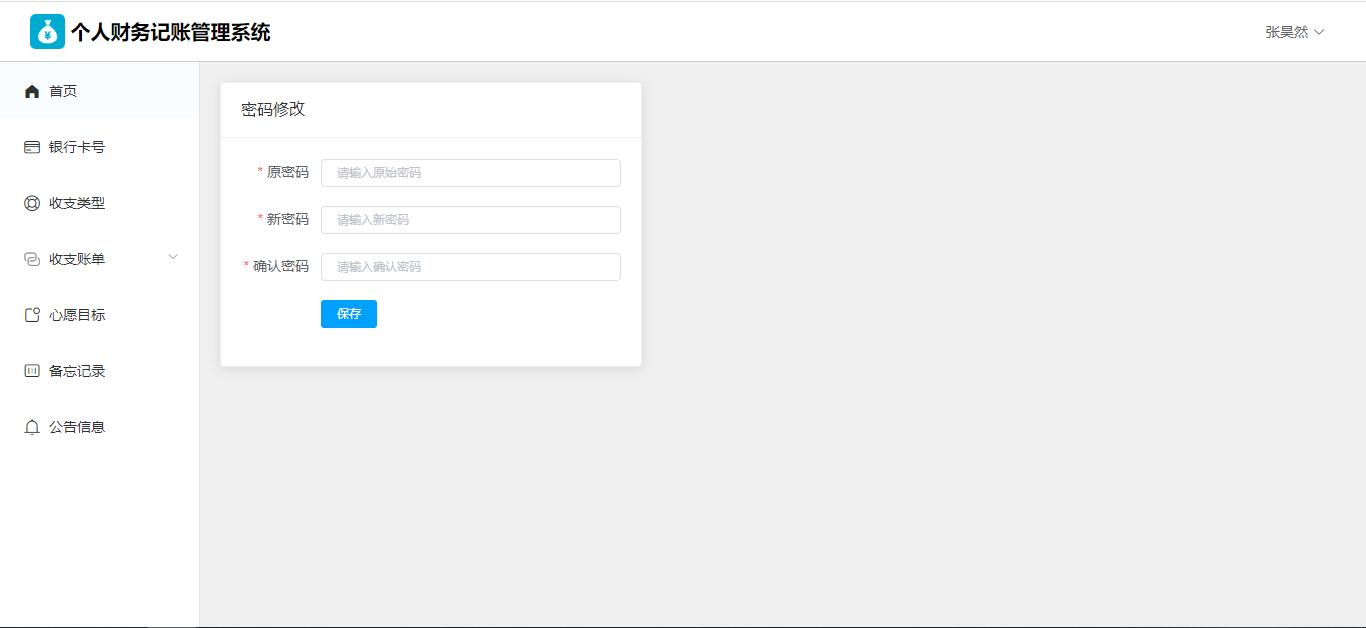 个人财务记账管理系统
张昊然
首页
银行卡号
收支类型
收支账单
心愿目标
备忘记录
公告信息
密码修改
* 原密码 请输入原始密码
* 新密码 请输入新密码
* 确认密码 请输入确认密码
保存